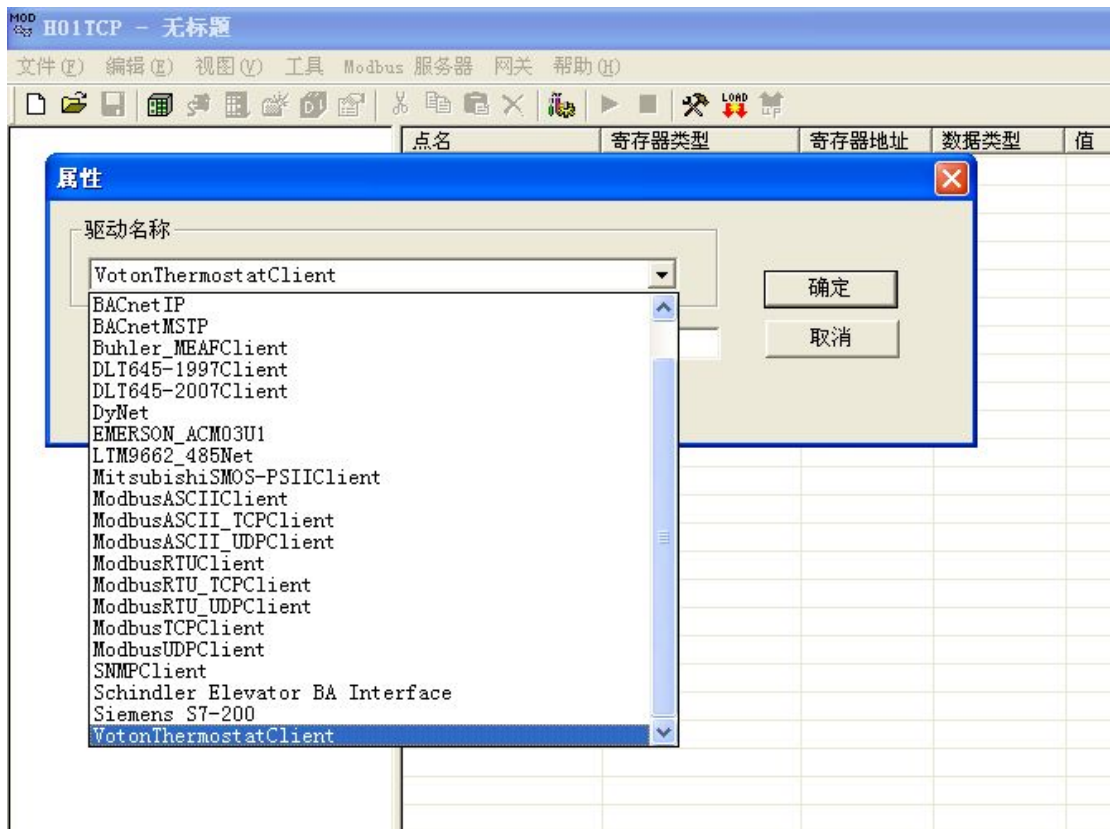 MOD H01TCP - 无标题
文件(F) 编辑(E) 视图(V) 工具 Modbus 服务器 网关 帮助(H)
LOAD UP
点名 寄存器类型 寄存器地址 数据类型 值
属性
驱动名称
VotonThermostatClient
确定
取消
BACnetIP
BACnetMSTP
Buhler_MEAFClient
DLT645-1997Client
DLT645-2007Client
DyNet
EMERSON_ACM03U1
LTM9662_485Net
MitsubishiSMOS-PSIIClient
ModbusASCIIClient
ModbusASCII_TCPClient
ModbusASCII_UDPClient
ModbusRTUClient
ModbusRTU_TCPClient
ModbusRTU_UDPClient
ModbusTCPClient
ModbusUDPClient
SNMPClient
Schindler Elevator BA Interface
Siemens S7-200
VotonThermostatClient